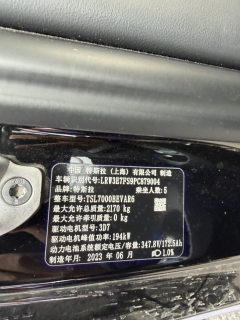 中国 特斯拉（上海）有限公司 制造
车辆识别代号: LRW3E7FS9PC879004
品牌: 特斯拉 乘坐人数: 5
整车型号: TSL7000BEVAR6
最大允许总质量: 2170 kg
最大允许牵引质量: 0 kg
驱动电机型号: 3D7
驱动电机峰值功率: 194kW
动力电池系统额定电压/容量: 347.8V/172.5Ah
制造年月: 2023 年 06 月 1.0%